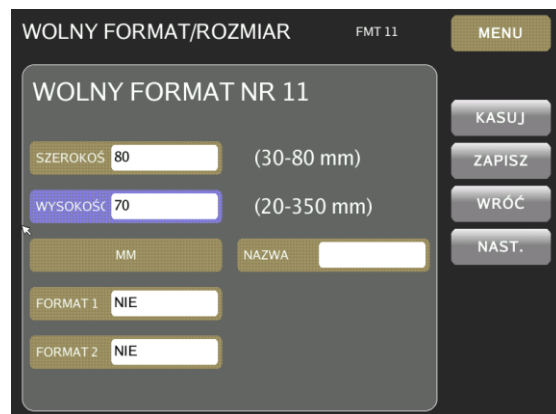 WOLNY FORMAT/ROZMIAR FMT 11 MENU
WOLNY FORMAT NR 11
KASUJ
SZEROKOŚ 80 (30-80 mm) ZAPISZ
WYSOKOŚĆ 70 (20-350 mm) WRÓĆ
MM NAZWA NAST.
FORMAT 1 NIE
FORMAT 2 NIE